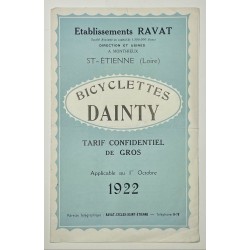 Etablissements RAVAT
DIRECTION ET USINES
A MONTREUX
ST-ETIENNE (Loire)
BICYCLETTES
DAINTY
TARIF CONFIDENTIEL
DE GROS
Applicable au 1er Octobre
1922